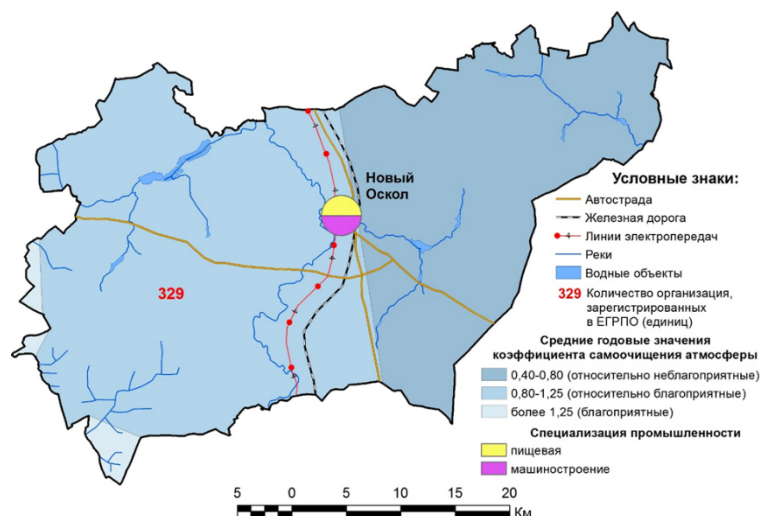 Новый
Оскол
329
Условные знаки:
Автострада
Железная дорога
Линии электропередач
Реки
Водные объекты
329 Количество организация,
зарегистрированных
в ЕГРПО (единиц)
Средние годовые значения
коэффициента самоочищения атмосферы
0,40-0,80 (относительно неблагоприятные)
0,80-1,25 (относительно благоприятные)
более 1,25 (благоприятные)
Специализация промышленности
пищевая
машиностроение
5 0 5 10 15 20
Км